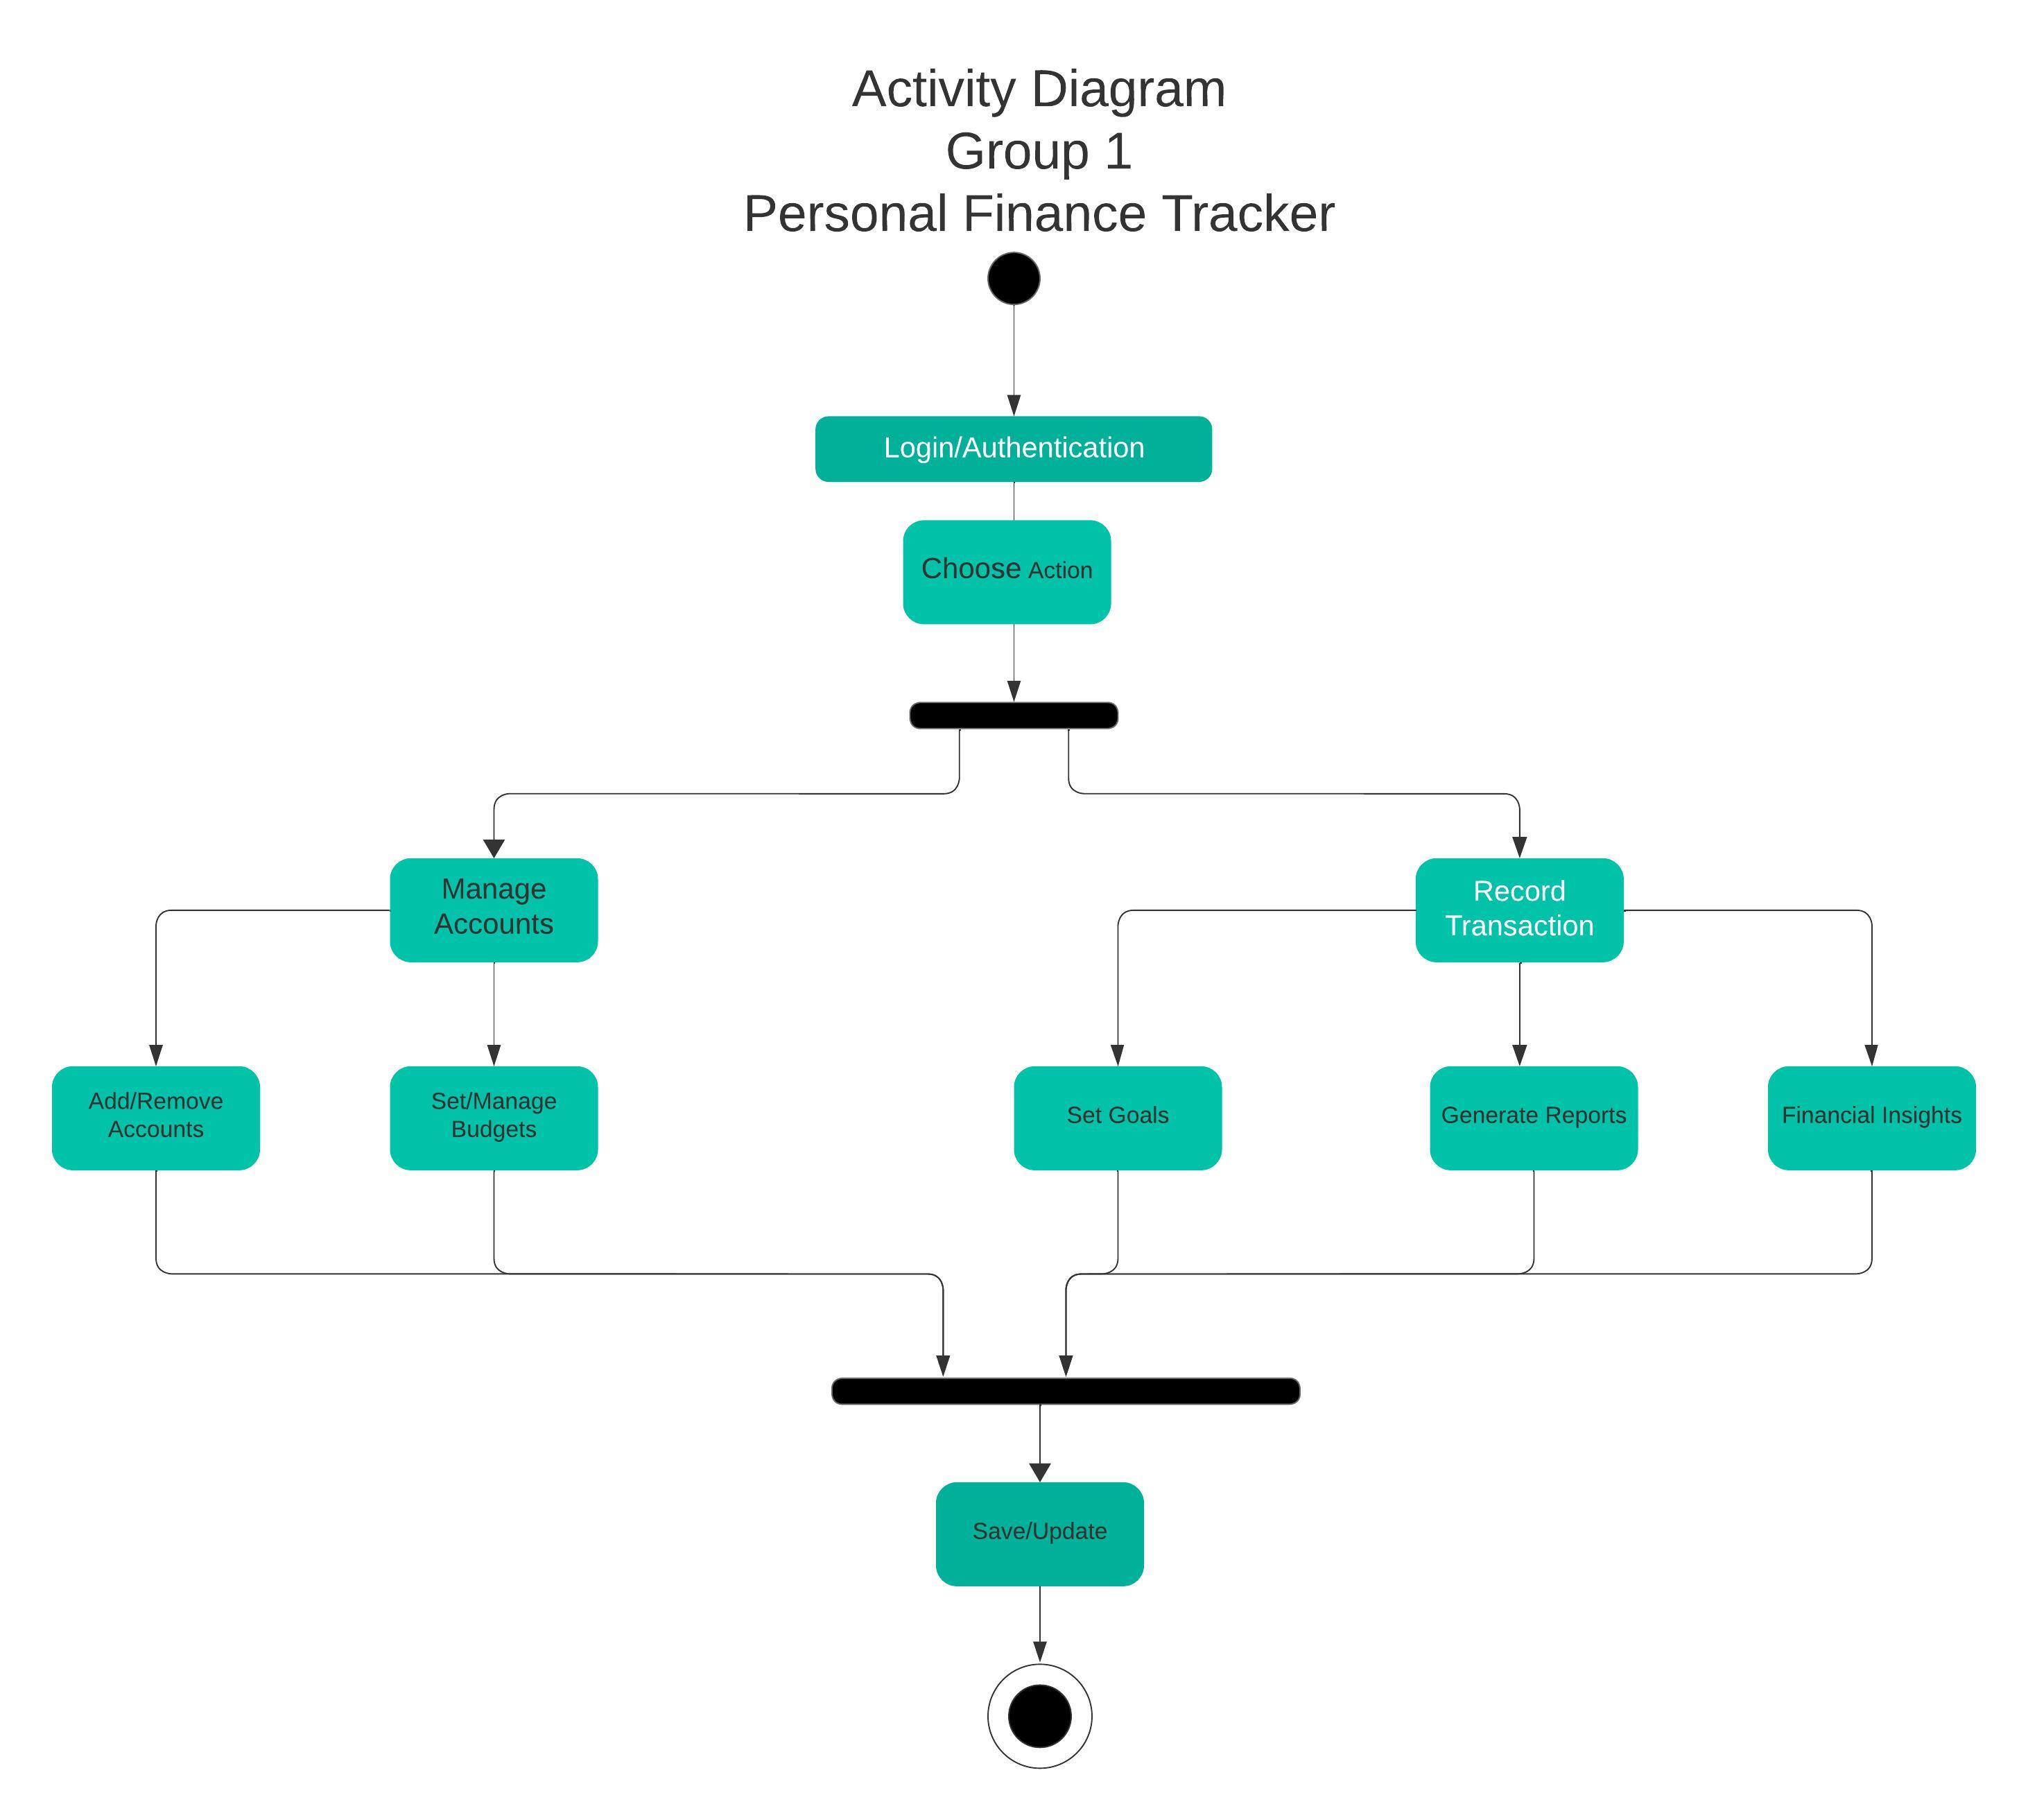 Activity Diagram
Group 1
Personal Finance Tracker
Login/Authentication
Choose Action
Manage
Accounts
Record
Transaction
Add/Remove
Accounts
Set/Manage
Budgets
Set Goals
Generate Reports
Financial Insights
Save/Update